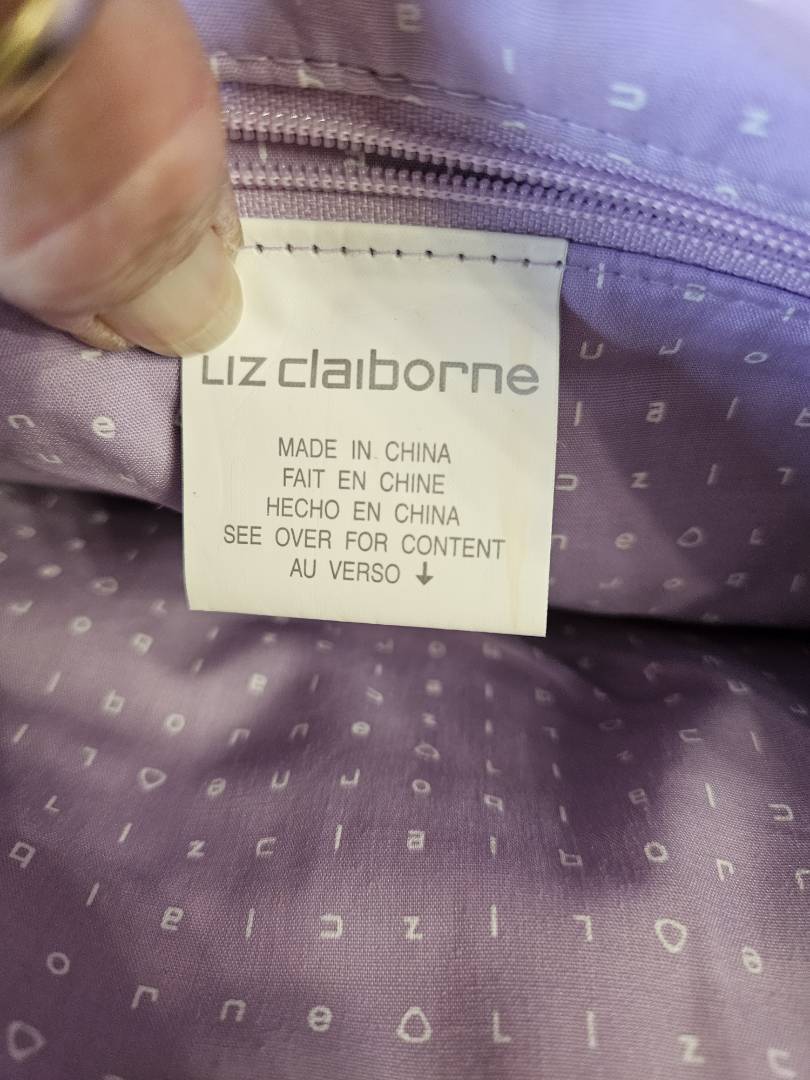 LIZ claiborne
MADE IN CHINA
FAIT EN CHINE
HECHO EN CHINA
SEE OVER FOR CONTENT
AU VERSO ↓